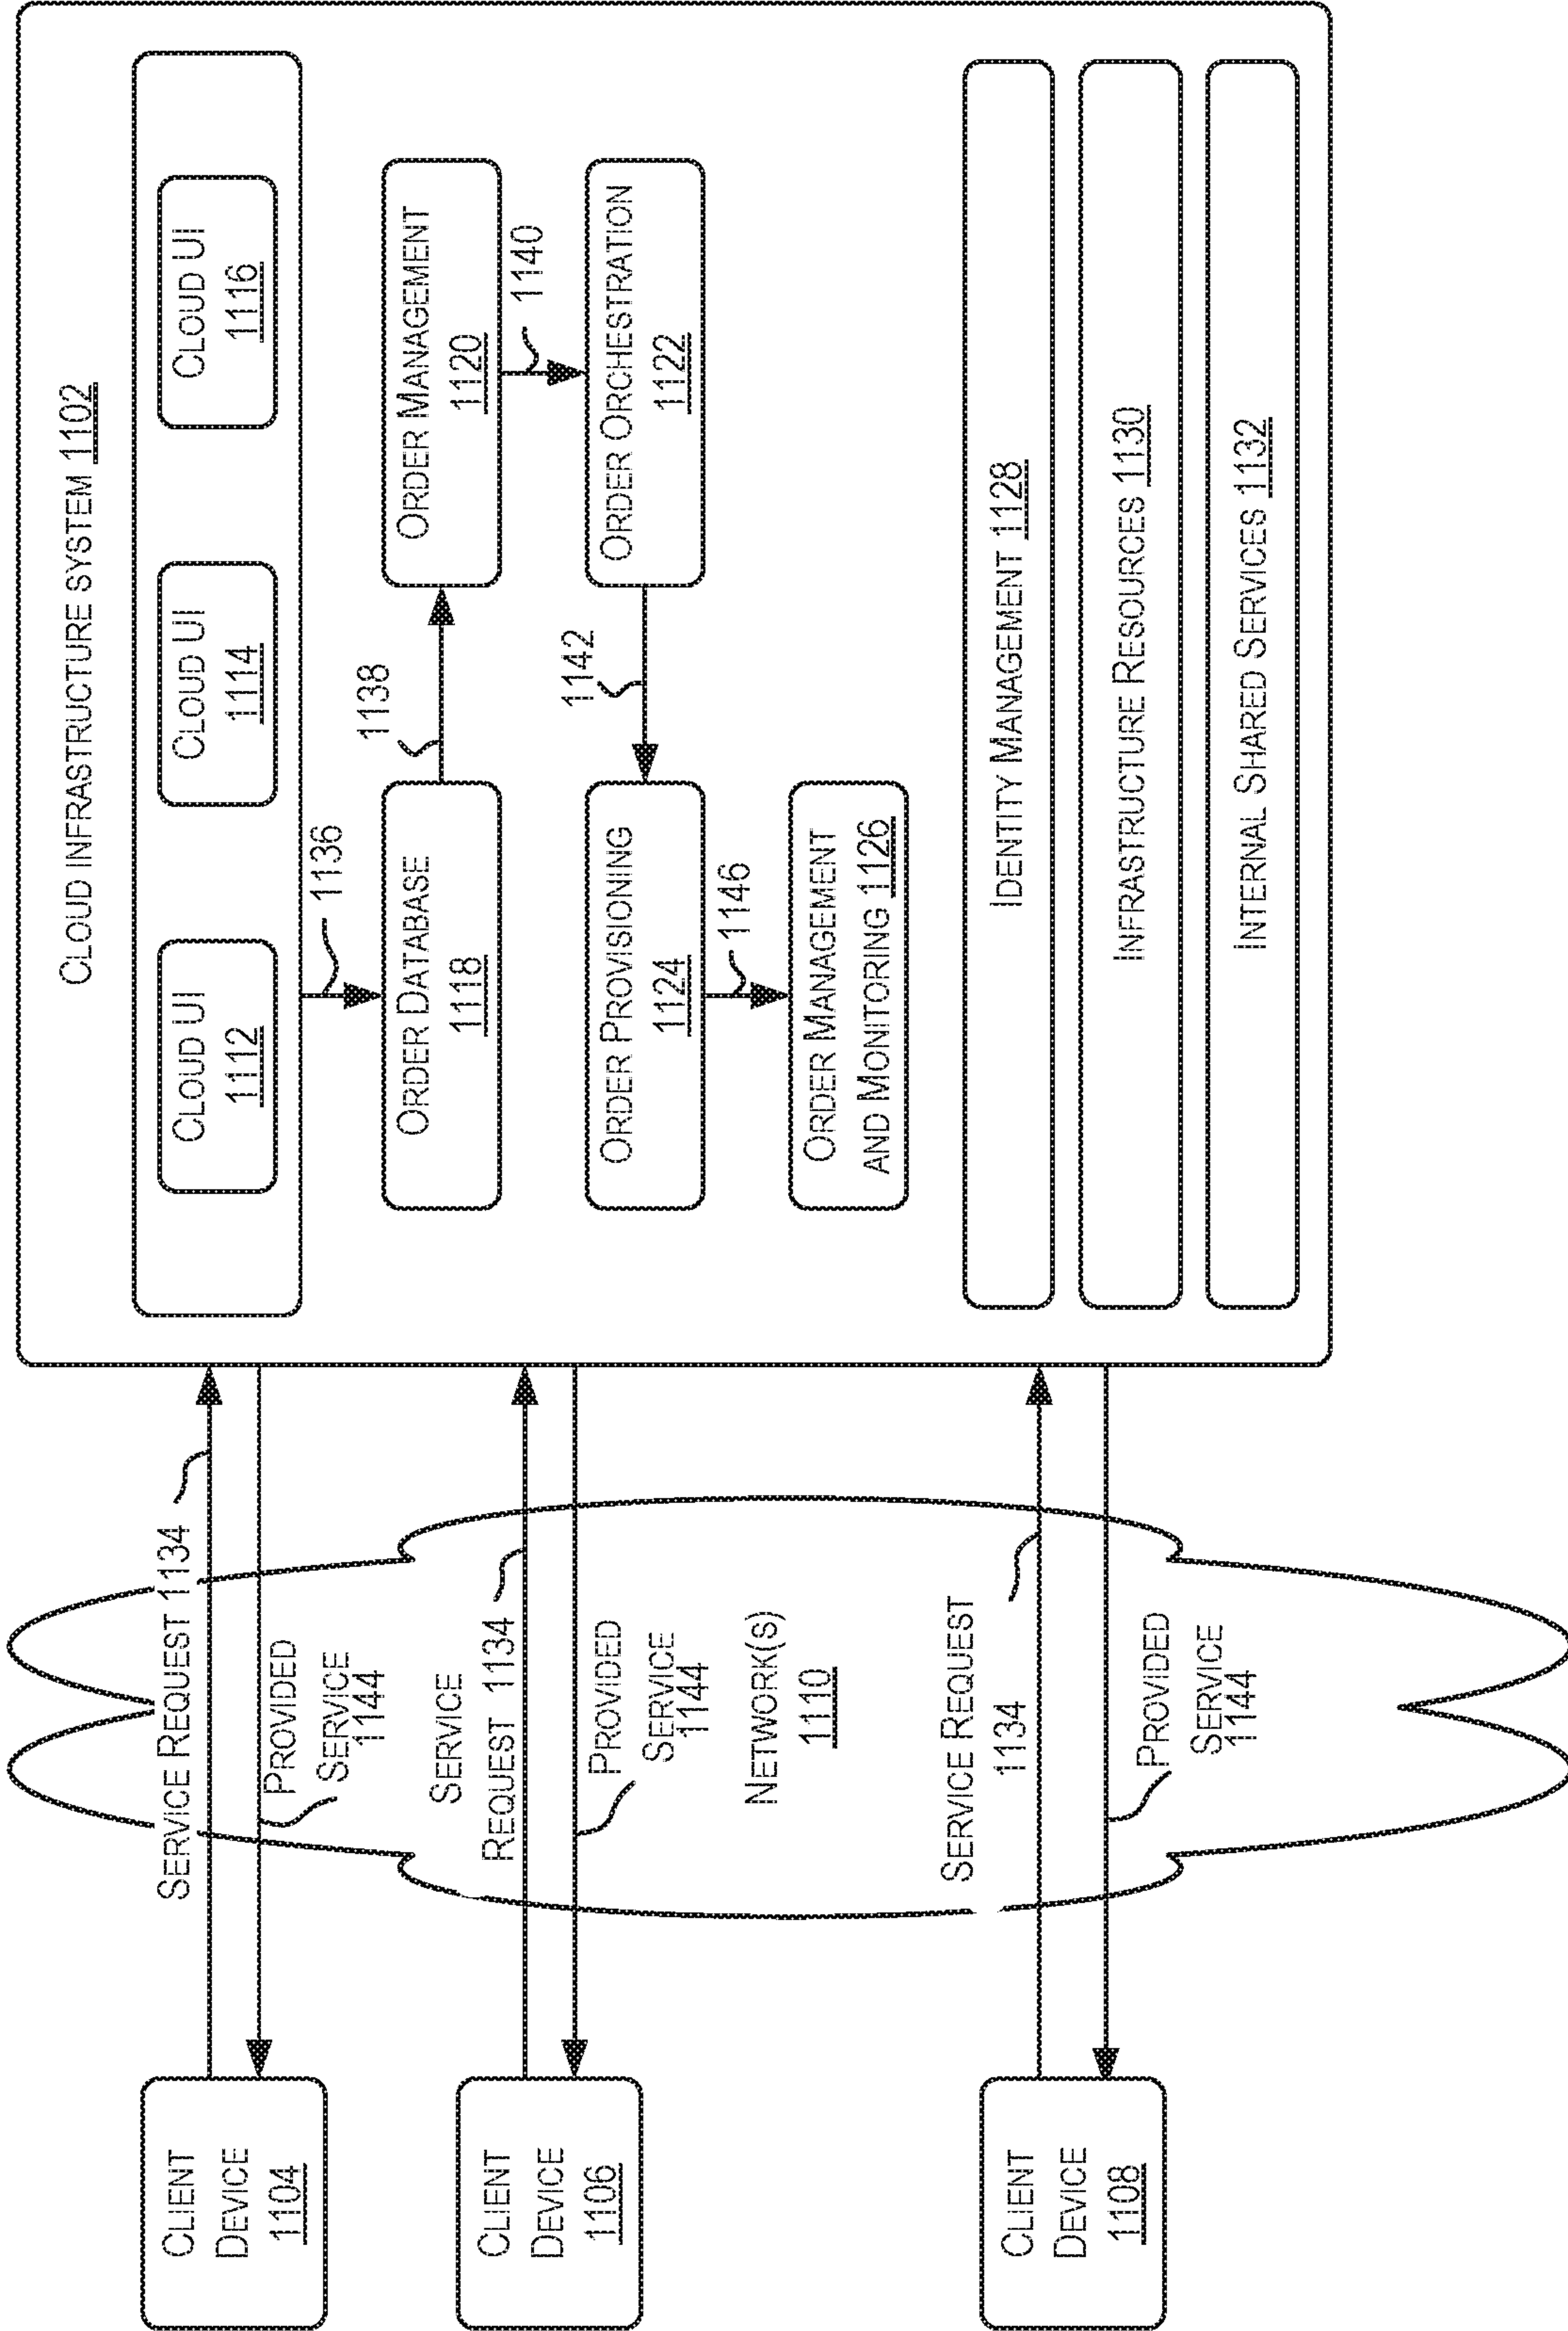 CLOUD INFRASTRUCTURE SYSTEM 1102
CLOUD UI
1112
CLOUD UI
1114
CLOUD UI
1116
1136
ORDER DATABASE
1118
1138
ORDER MANAGEMENT
1120
1140
ORDER PROVISIONING
1124
1142
ORDER ORCHESTRATION
1122
1146
ORDER MANAGEMENT
AND MONITORING 1126
IDENTITY MANAGEMENT 1128
INFRASTRUCTURE RESOURCES 1130
INTERNAL SHARED SERVICES 1132
CLIENT
DEVICE
1104
SERVICE REQUEST 1134
PROVIDED
SERVICE
1144
CLIENT
DEVICE
1106
SERVICE
REQUEST 1134
PROVIDED
SERVICE
1144
NETWORK(S)
1110
CLIENT
DEVICE
1108
SERVICE REQUEST
1134
PROVIDED
SERVICE
1144